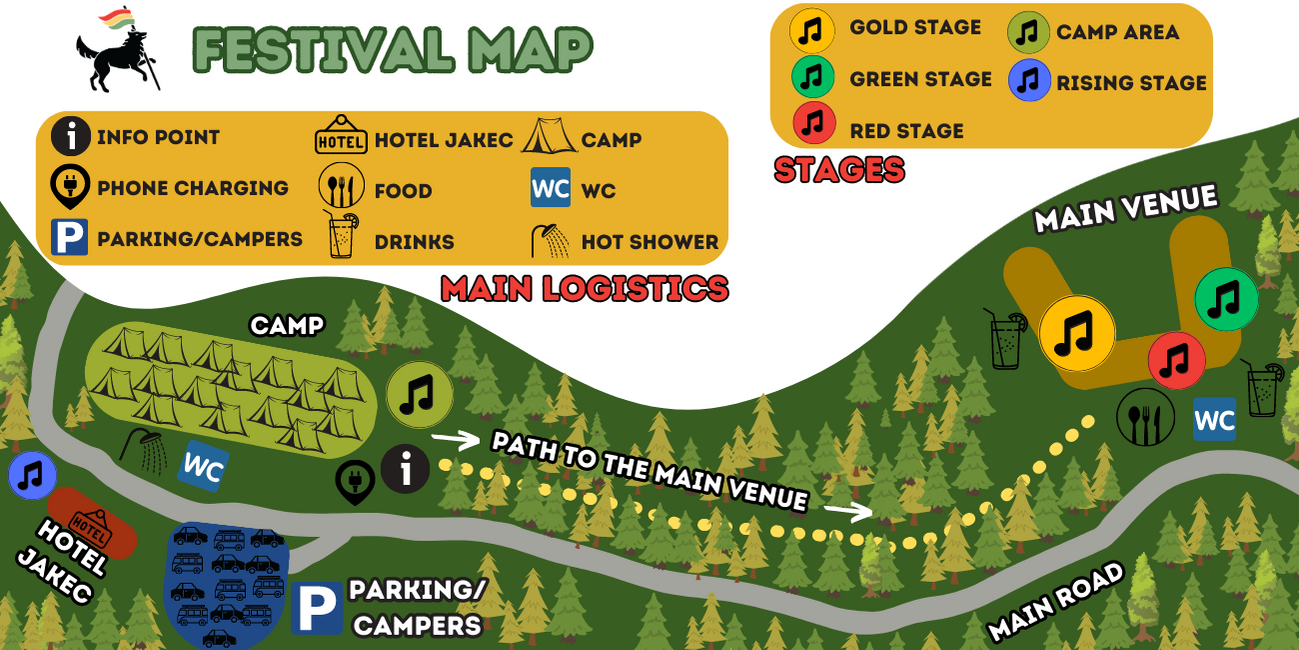 FESTIVAL MAP
GOLD STAGE
CAMP AREA
GREEN STAGE
RISING STAGE
RED STAGE
STAGES
i INFO POINT
HOTEL HOTEL JAKEC
CAMP
PHONE CHARGING
FOOD
WC WC
P PARKING/CAMPERS
DRINKS
HOT SHOWER
MAIN LOGISTICS
MAIN VENUE
CAMP
WC
WC
i
PATH TO THE MAIN VENUE
HOTEL
HOTEL
JAKEC
P PARKING/
CAMPERS
MAIN ROAD